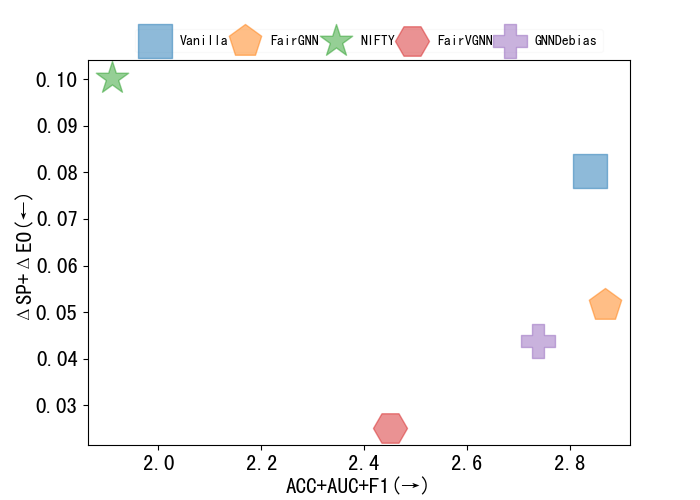 Vanilla FairGNN NIFTY FairVGNN GNNDebias
0.10
0.09
0.08
0.07
0.06
0.05
0.04
0.03
ΔSP+ΔEO(←)
2.0 2.2 2.4 2.6 2.8
ACC+AUC+F1(→)